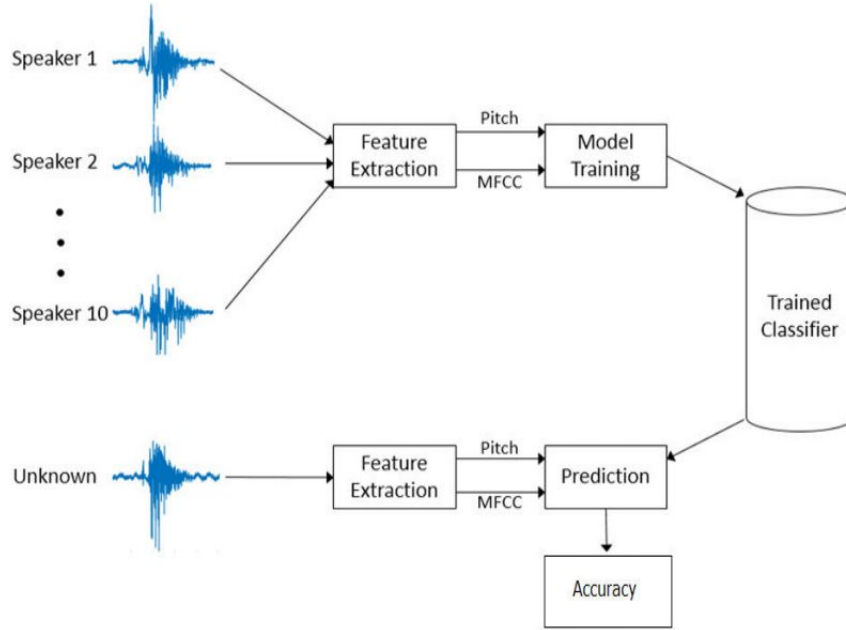 Speaker 1
Speaker 2
Speaker 10
Feature
Extraction
Pitch
MFCC
Model
Training
Trained
Classifier
Unknown
Feature
Extraction
Pitch
MFCC
Prediction
Accuracy